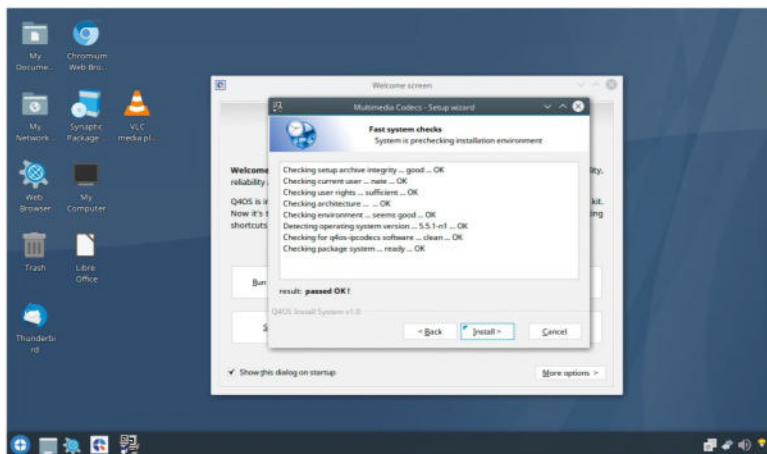 My Docume..
Chromium Web Bro..
My Network ..
Synaptic Package ..
VLC media pl..
Web Browser
My Computer
Trash
Libre Office
Thunderbi rd
Welcome screen
Multimedia Codecs - Setup wizard
Fast system checks
System is prechecking installation environment
Checking setup archive integrity ... good ... OK
Checking current user ... nate ... OK
Checking user rights ... sufficient ... OK
Checking architecture ... ... OK
Checking environment ... seems good ... OK
Detecting operating system version ... 5.5.1-n1 ... OK
Checking for q4os-ipcodecs software ... clean ... OK
Checking package system ... ready ... OK
result: passed OK !
Q4OS Install System v1.0
< Back
Install >
Cancel
Welcome
reliability
Q4OS is
kit.
Now it's
shortcuts
Show this dialog on startup
More options >